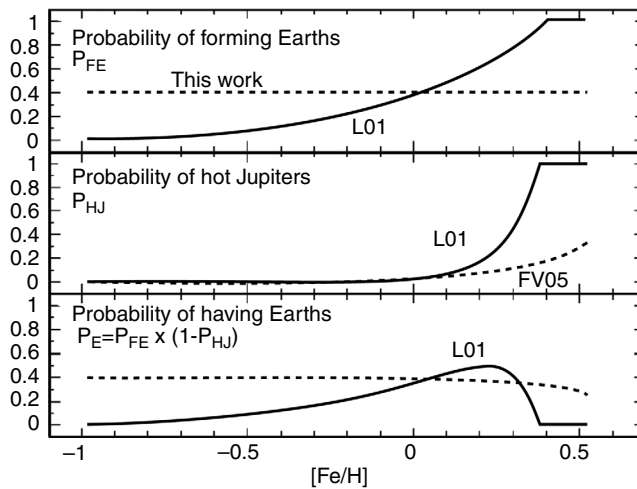 1
0.8
0.6
0.4
0.2
0
Probability of forming Earths
P_FE
This work
L01
1
0.8
0.6
0.4
0.2
0
Probability of hot Jupiters
P_HJ
L01
FV05
1
0.8
0.6
0.4
0.2
0
Probability of having Earths
P_E=P_FE x (1-P_HJ)
L01
−1
−0.5
0
0.5
[Fe/H]